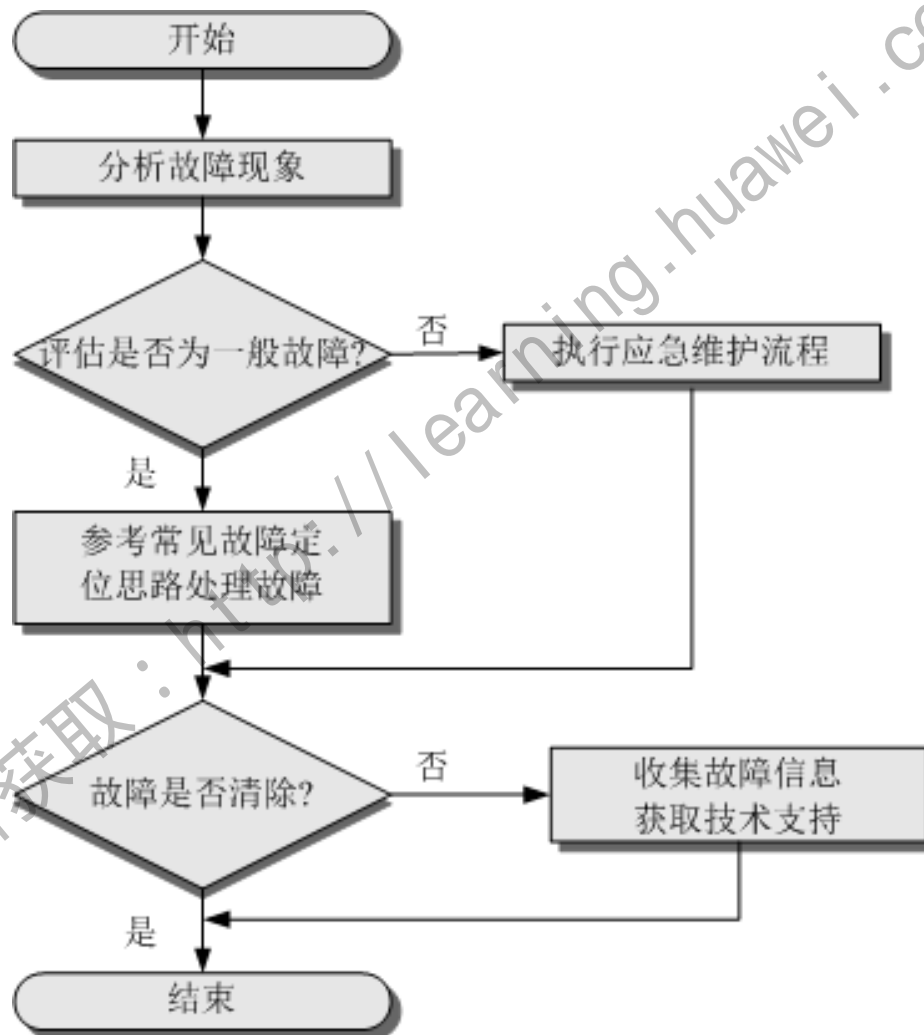 开始
分析故障现象
评估是否为一般故障?
否
执行应急维护流程
是
参考常见故障定
位思路处理故障
故障是否清除?
否
收集故障信息
获取技术支持
是
结束
获取:http://learning.huawei.co